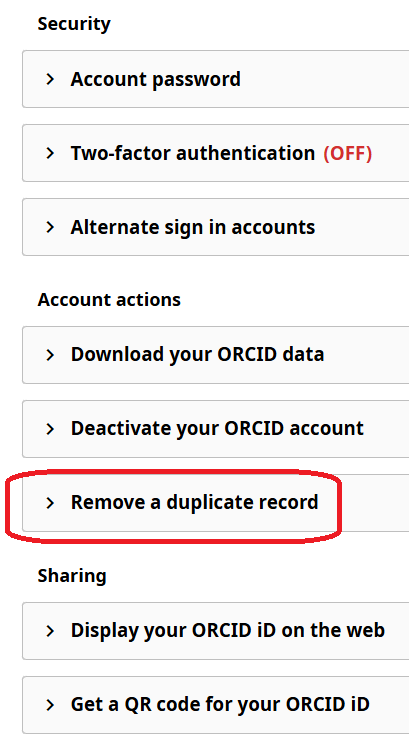 Security
Account password
Two-factor authentication (OFF)
Alternate sign in accounts
Account actions
Download your ORCID data
Deactivate your ORCID account
Remove a duplicate record
Sharing
Display your ORCID iD on the web
Get a QR code for your ORCID iD